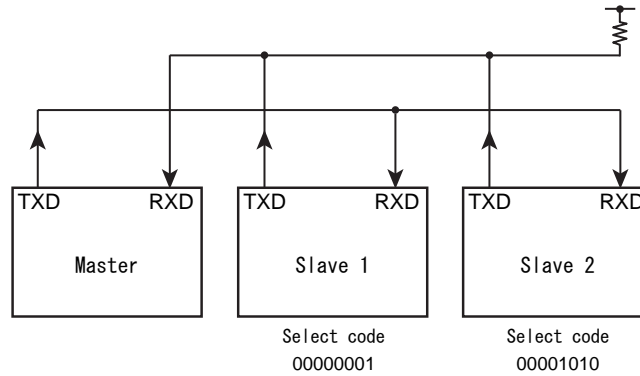 TXD RXD TXD RXD TXD RXD
Master Slave 1 Slave 2
Select code Select code
00000001 00001010